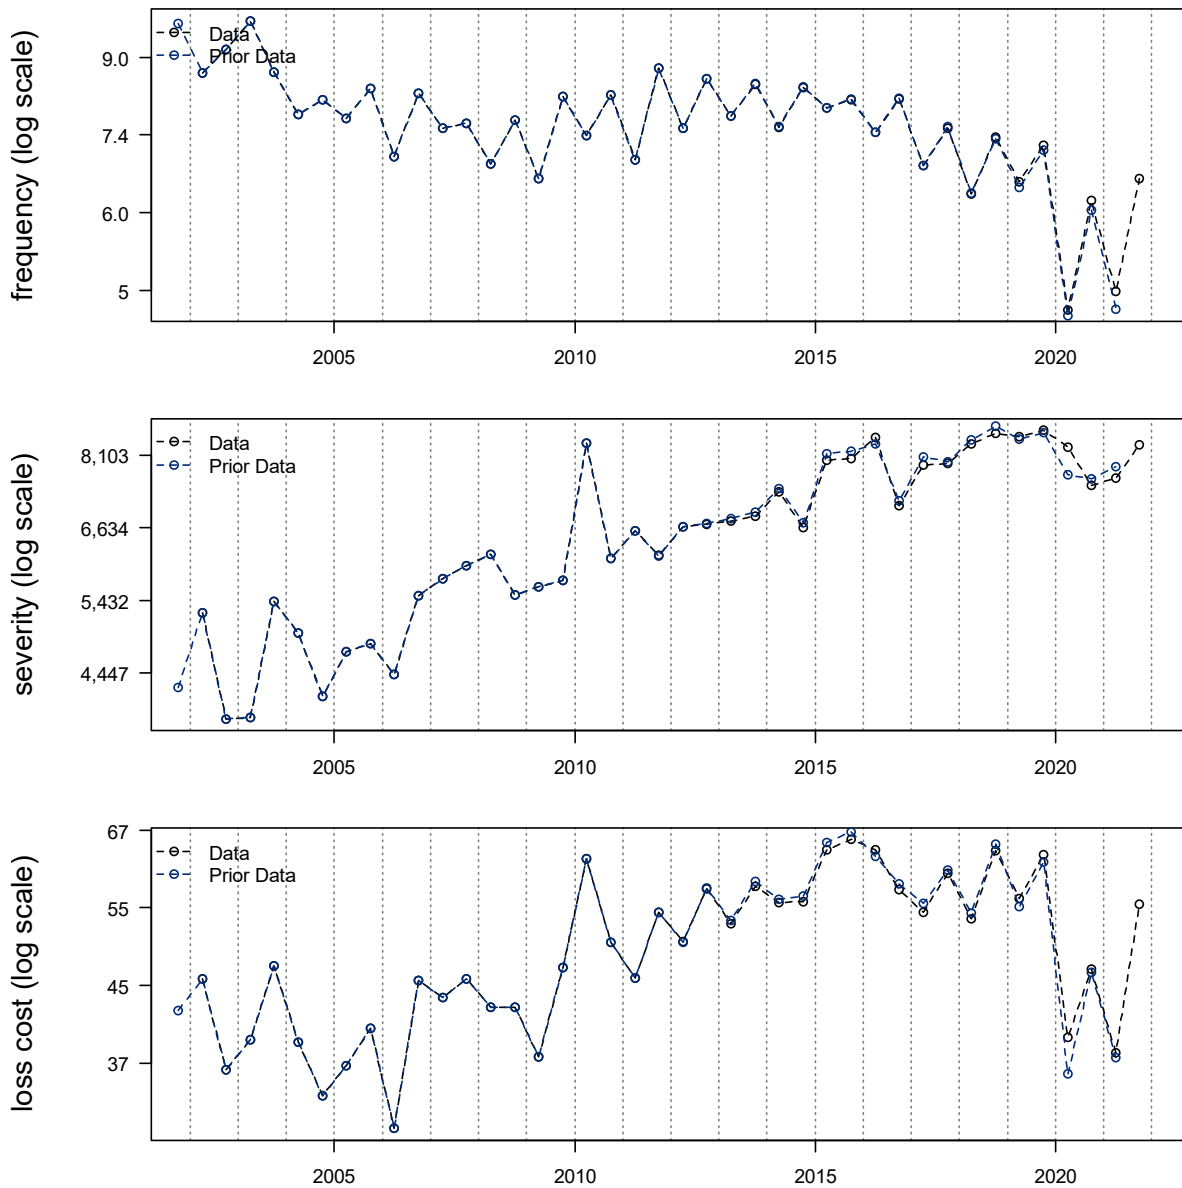 frequency (log scale)
9.0
7.4
6.0
5
Data
Prior Data
2005
2010
2015
2020
severity (log scale)
8,103
6,634
5,432
4,447
Data
Prior Data
2005
2010
2015
2020
loss cost (log scale)
67
55
45
37
Data
Prior Data
2005
2010
2015
2020